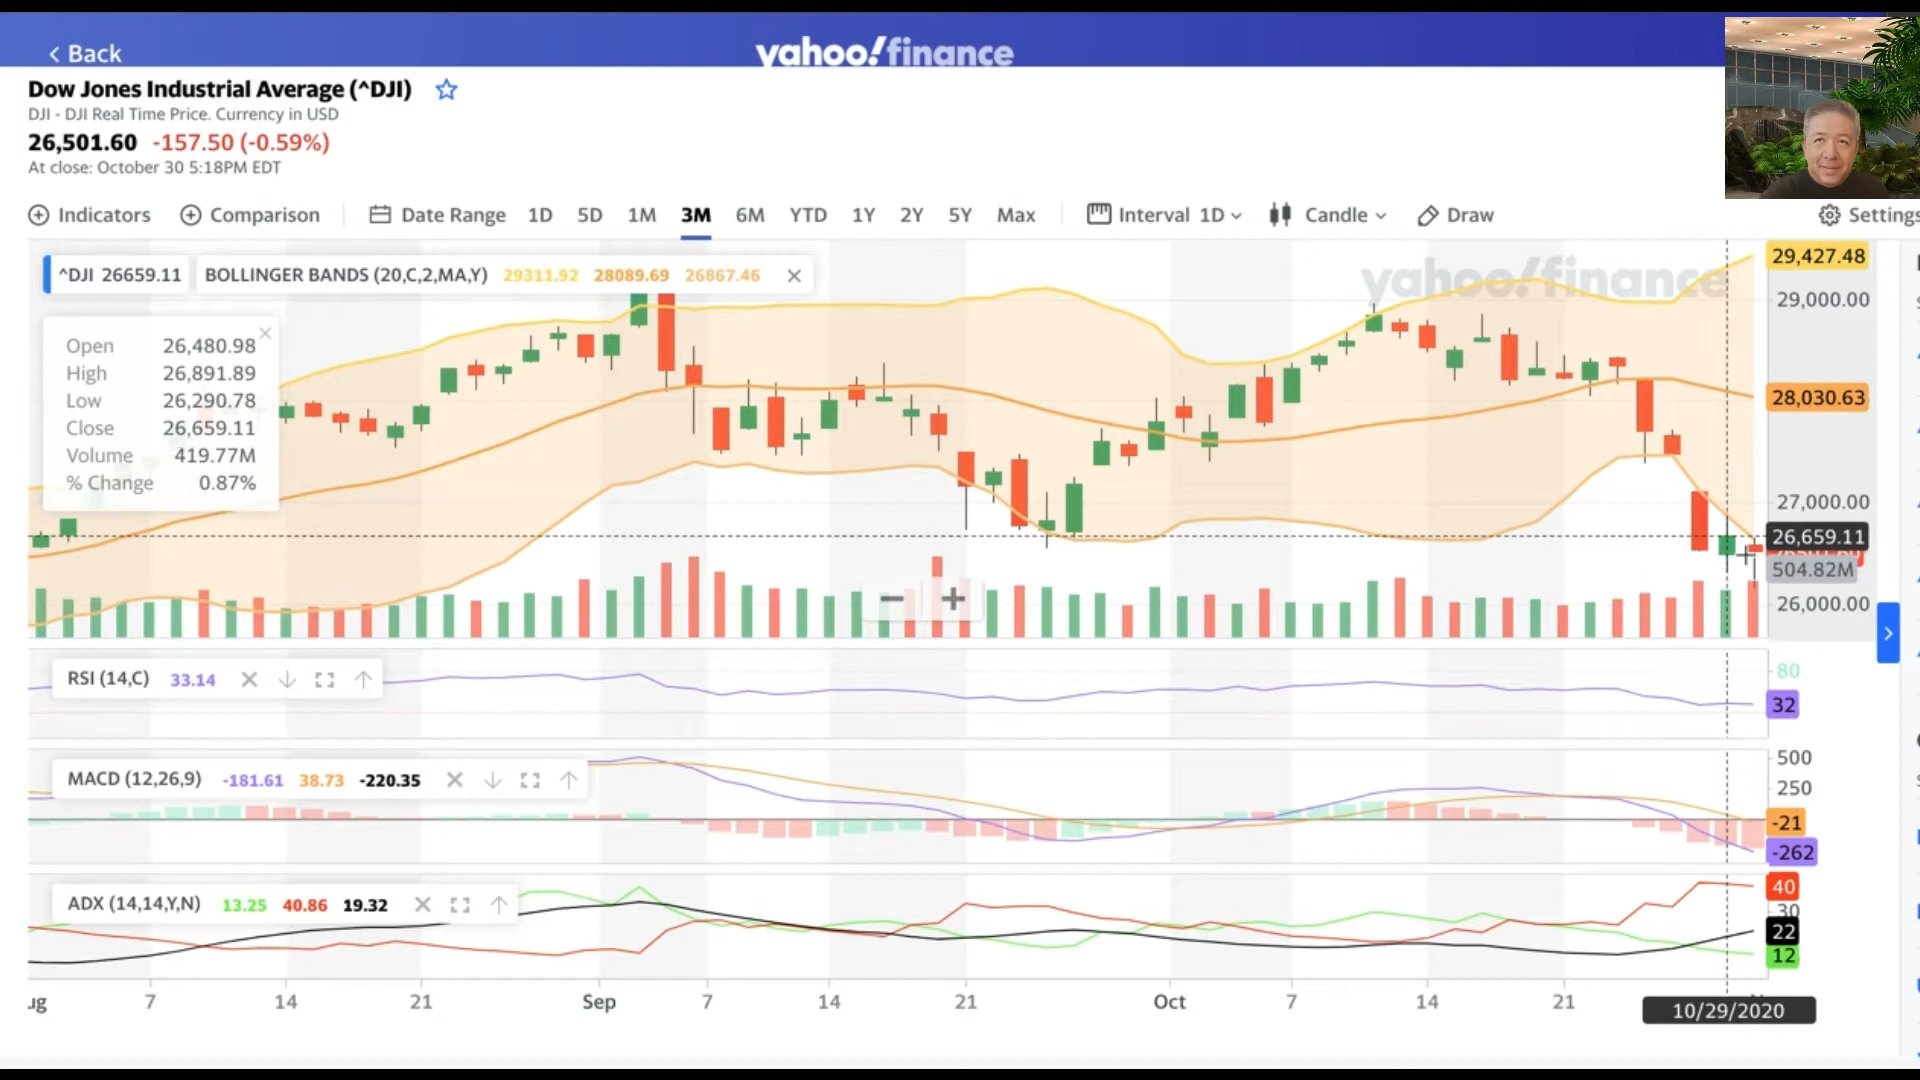 Back
yahoo!finance
Dow Jones Industrial Average (^DJI)
DJI - DJI Real Time Price. Currency in USD
26,501.60 -157.50 (-0.59%)
At close: October 30 5:18PM EDT
Indicators Comparison Date Range 1D 5D 1M 3M 6M YTD 1Y 2Y 5Y Max Interval 1D Candle Draw Settings
^DJI 26659.11 BOLLINGER BANDS (20,C,2,MA,Y) 29311.92 28089.69 26867.46
yahoo!finance
29,427.48
29,000.00
Open 26,480.98
High 26,891.89
Low 26,290.78
Close 26,659.11
Volume 419.77M
% Change 0.87%
28,030.63
27,000.00
26,659.11
504.82M
26,000.00
RSI (14,C) 33.14
80
32
MACD (12,26,9) -181.61 38.73 -220.35
500
250
-21
-262
ADX (14,14,Y,N) 13.25 40.86 19.32
40
30
22
12
ug 7 14 21 Sep 7 14 21 Oct 7 14 21
10/29/2020